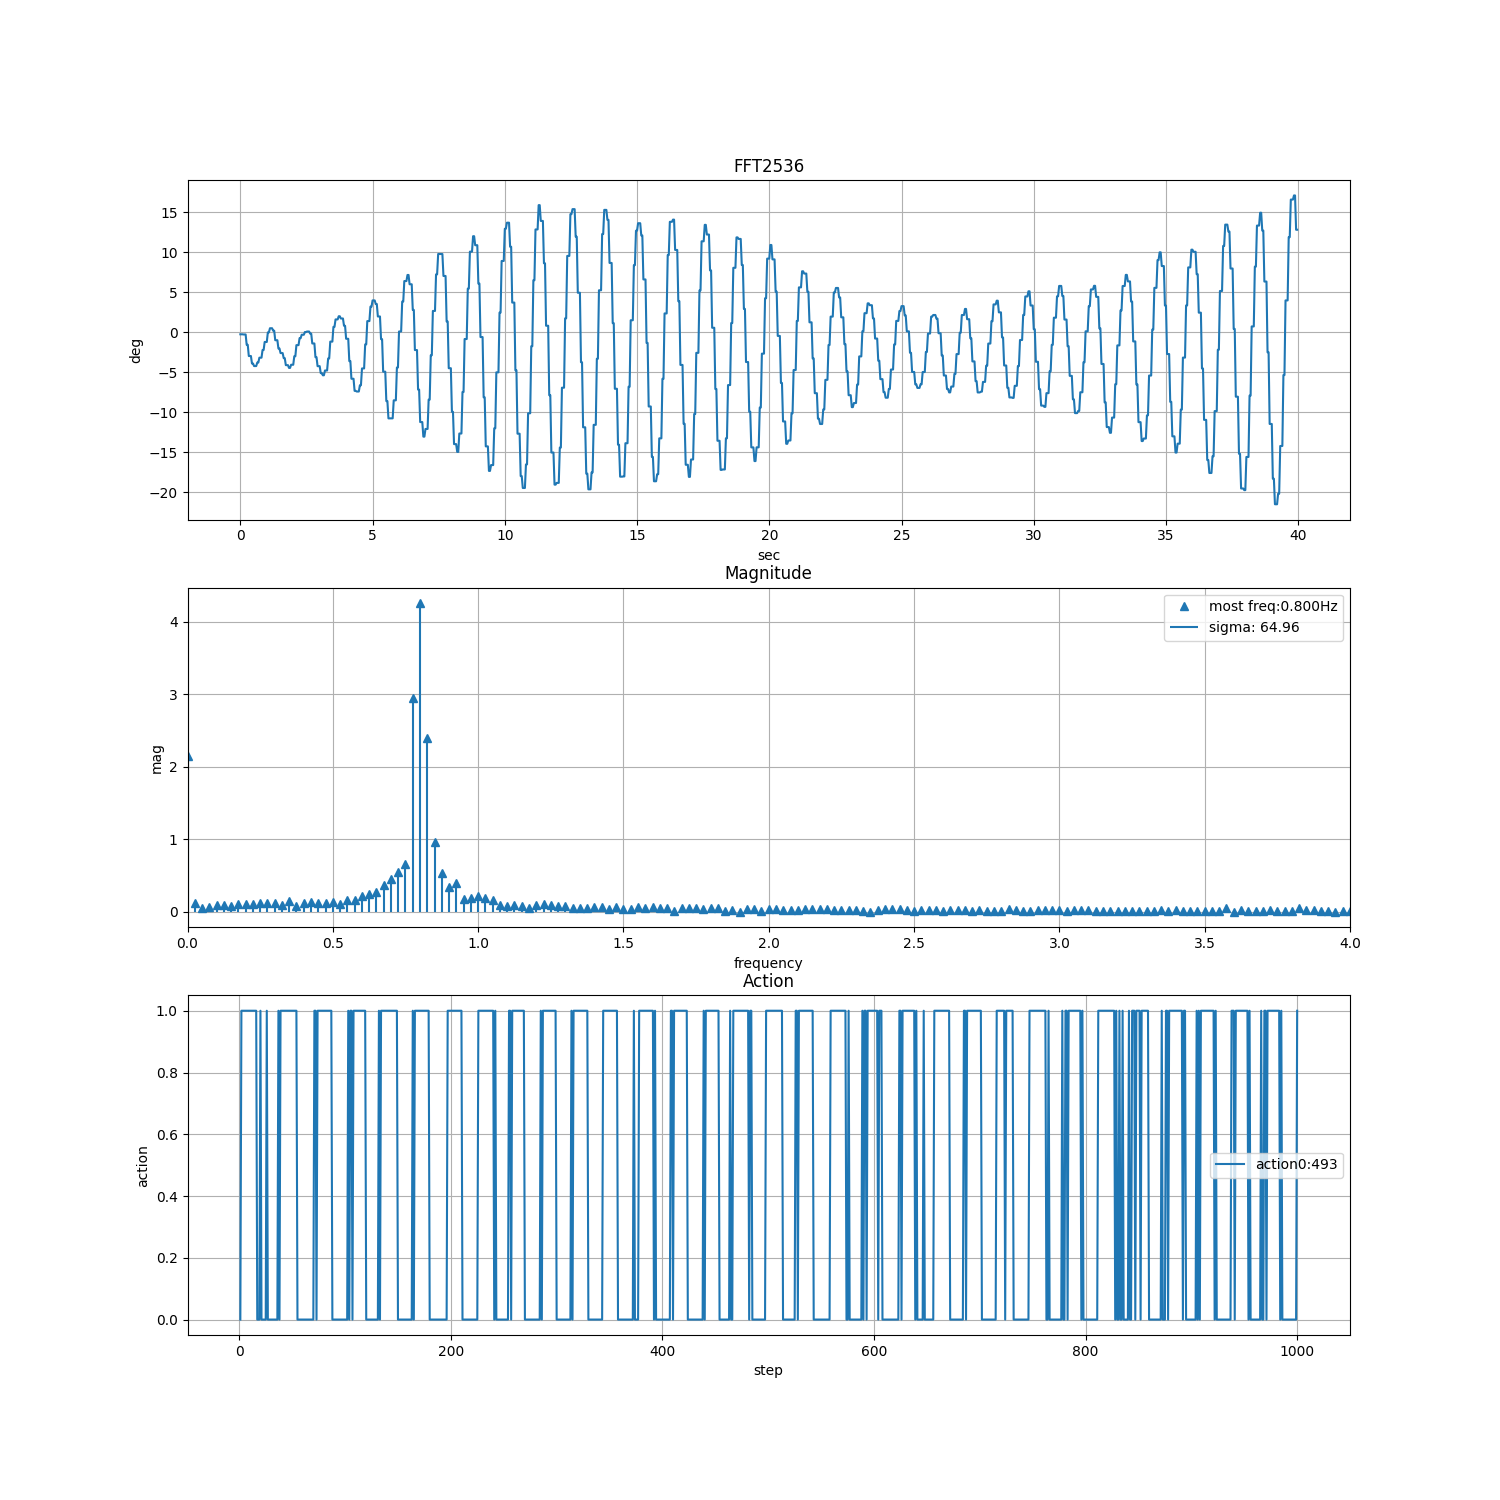 FFT2536
15
10
5
0
−5
−10
−15
−20
deg
0 5 10 15 20 25 30 35 40
sec
Magnitude
most freq:0.800Hz
sigma: 64.96
4
3
2
1
0
mag
0.0 0.5 1.0 1.5 2.0 2.5 3.0 3.5 4.0
frequency
Action
1.0
0.8
0.6
0.4
0.2
0.0
action
action0:493
0 200 400 600 800 1000
step